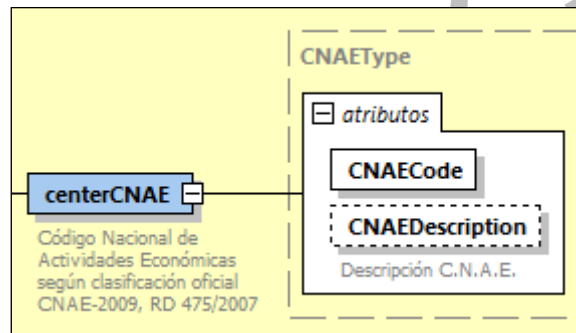 CNAEType
atributos
CNAECode
centerCNAE
CNAEDescription
Código Nacional de
Actividades Económicas
según clasificación oficial
CNAE-2009, RD 475/2007
Descripción C.N.A.E.